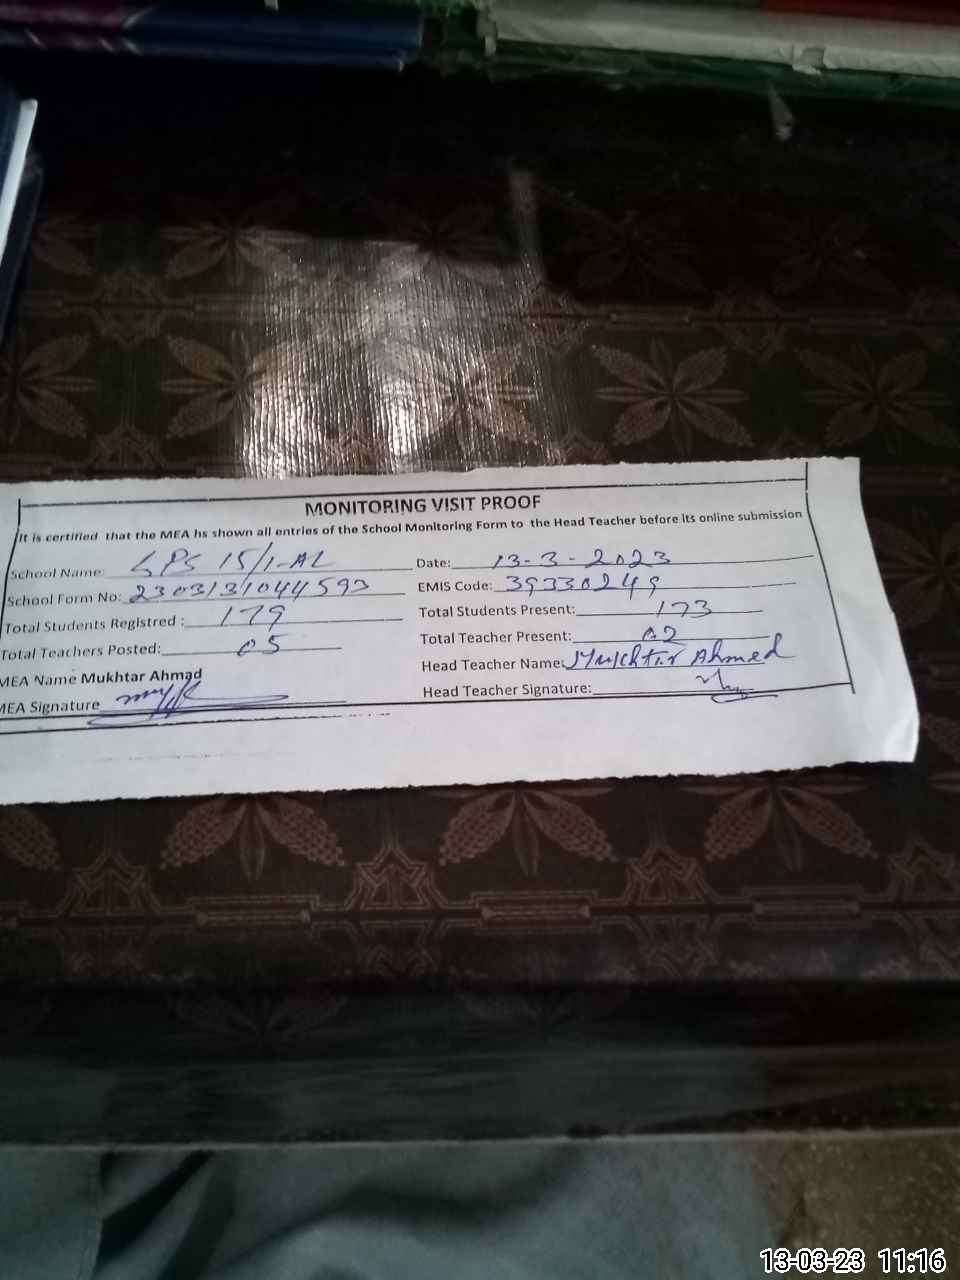 MONITORING VISIT PROOF
It is certified that the MEA hs shown all entries of the School Monitoring Form to the Head Teacher before its online submission
School Name: GPS 15/1-AL Date: 13-3-2023
School Form No: 2303131044593 EMIS Code: 39330249
Total Students Registred : 179 Total Students Present: 173
Total Teachers Posted: 05 Total Teacher Present: 02
MEA Name Mukhtar Ahmad Head Teacher Name: Mukhtar Ahmed
MEA Signature Head Teacher Signature:
13-03-23 11:16